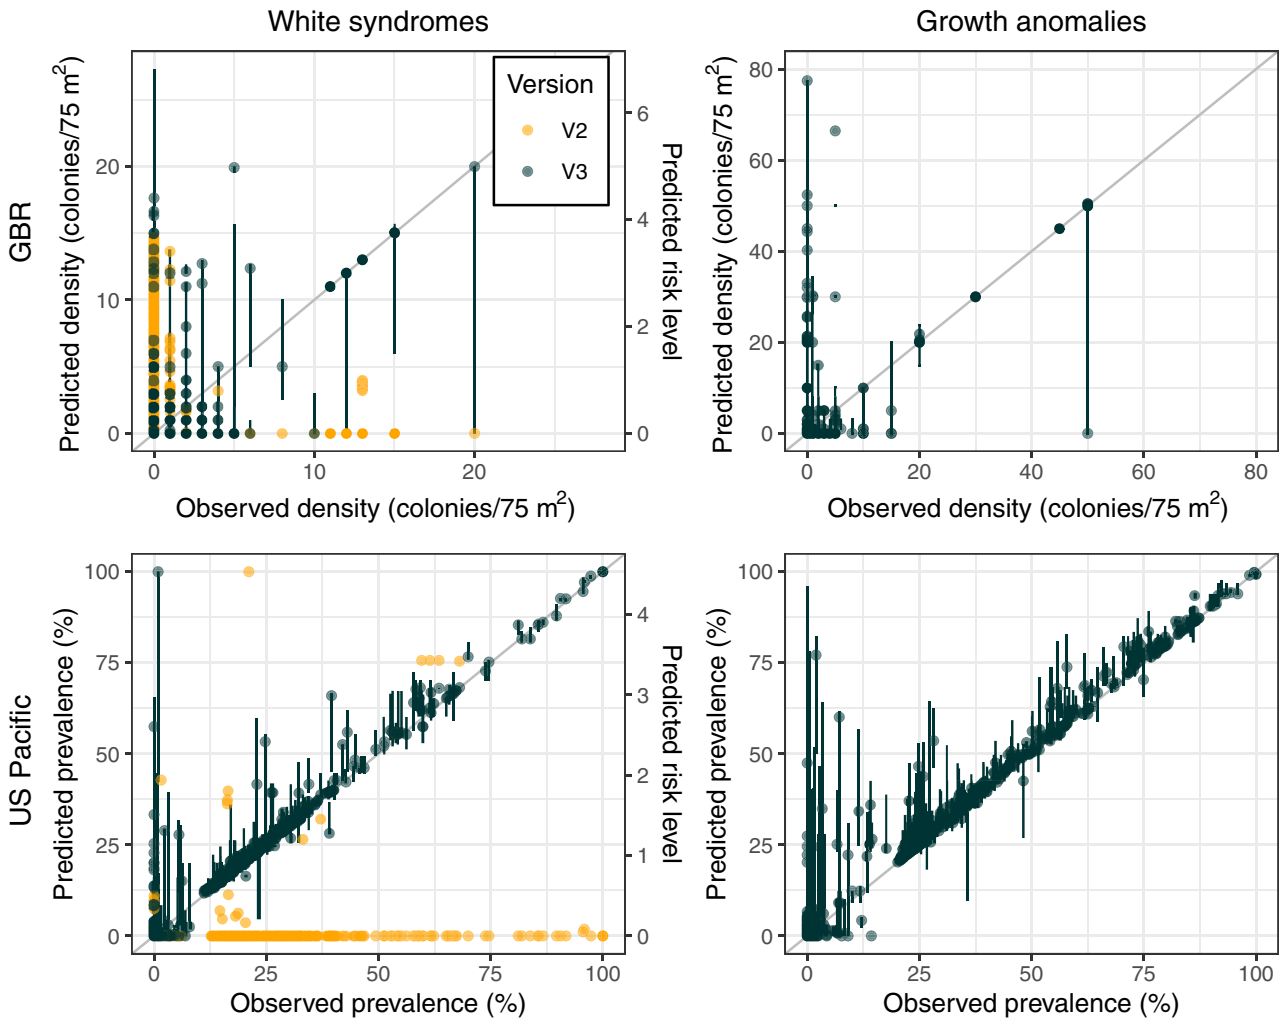 White syndromes
Growth anomalies
GBR
Predicted density (colonies/75 m²)
20
10
0
Version
V2
V3
6
4
2
0
Predicted risk level
0
10
20
Observed density (colonies/75 m²)
Predicted density (colonies/75 m²)
80
60
40
20
0
0
20
40
60
80
Observed density (colonies/75 m²)
US Pacific
Predicted prevalence (%)
100
75
50
25
0
4
3
2
1
0
Predicted risk level
0
25
50
75
100
Observed prevalence (%)
Predicted prevalence (%)
100
75
50
25
0
0
25
50
75
100
Observed prevalence (%)